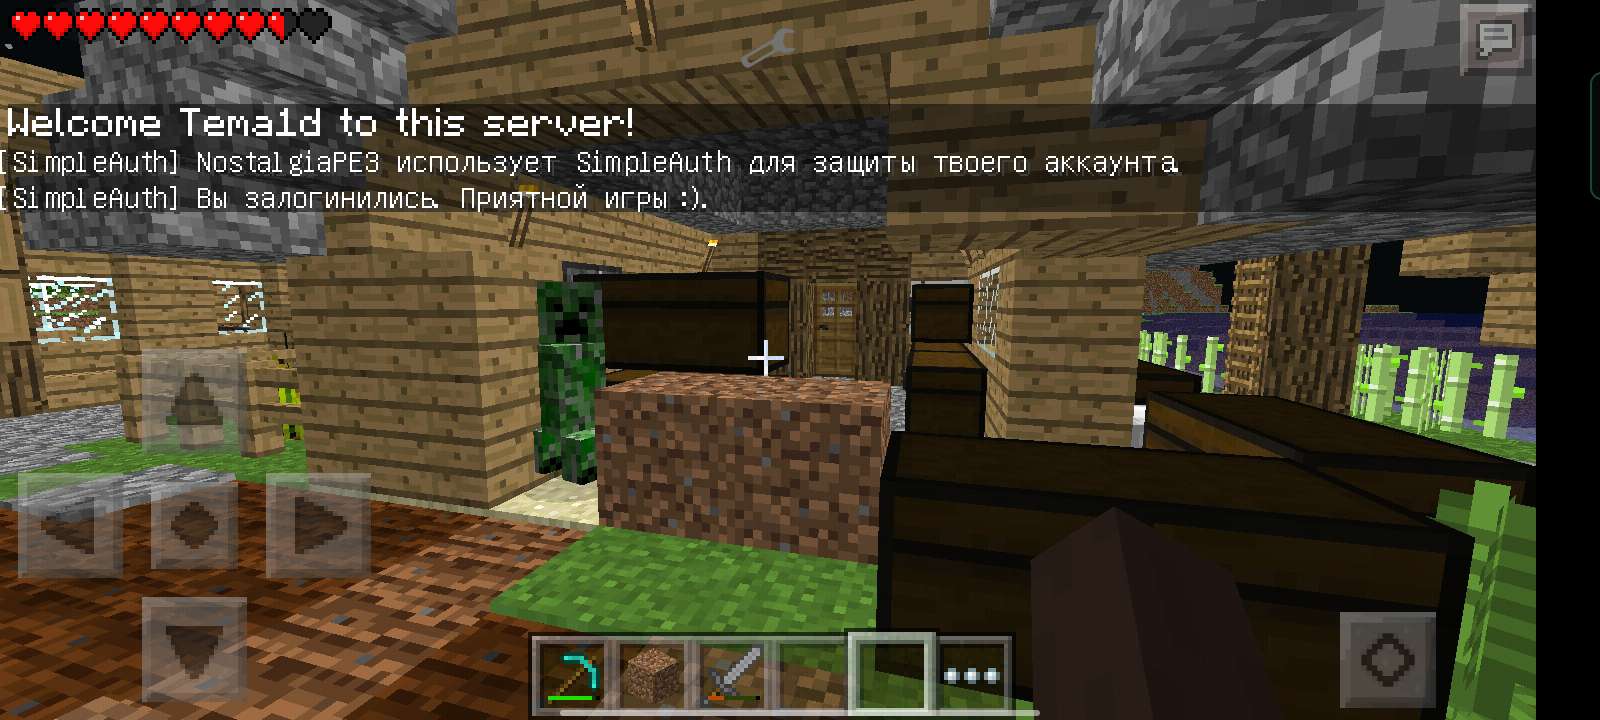 Welcome Tema1d to this server!
[SimpleAuth] NostalgiaPE3 использует SimpleAuth для защиты твоего аккаунта.
[SimpleAuth] Вы залогинились. Приятной игры :).